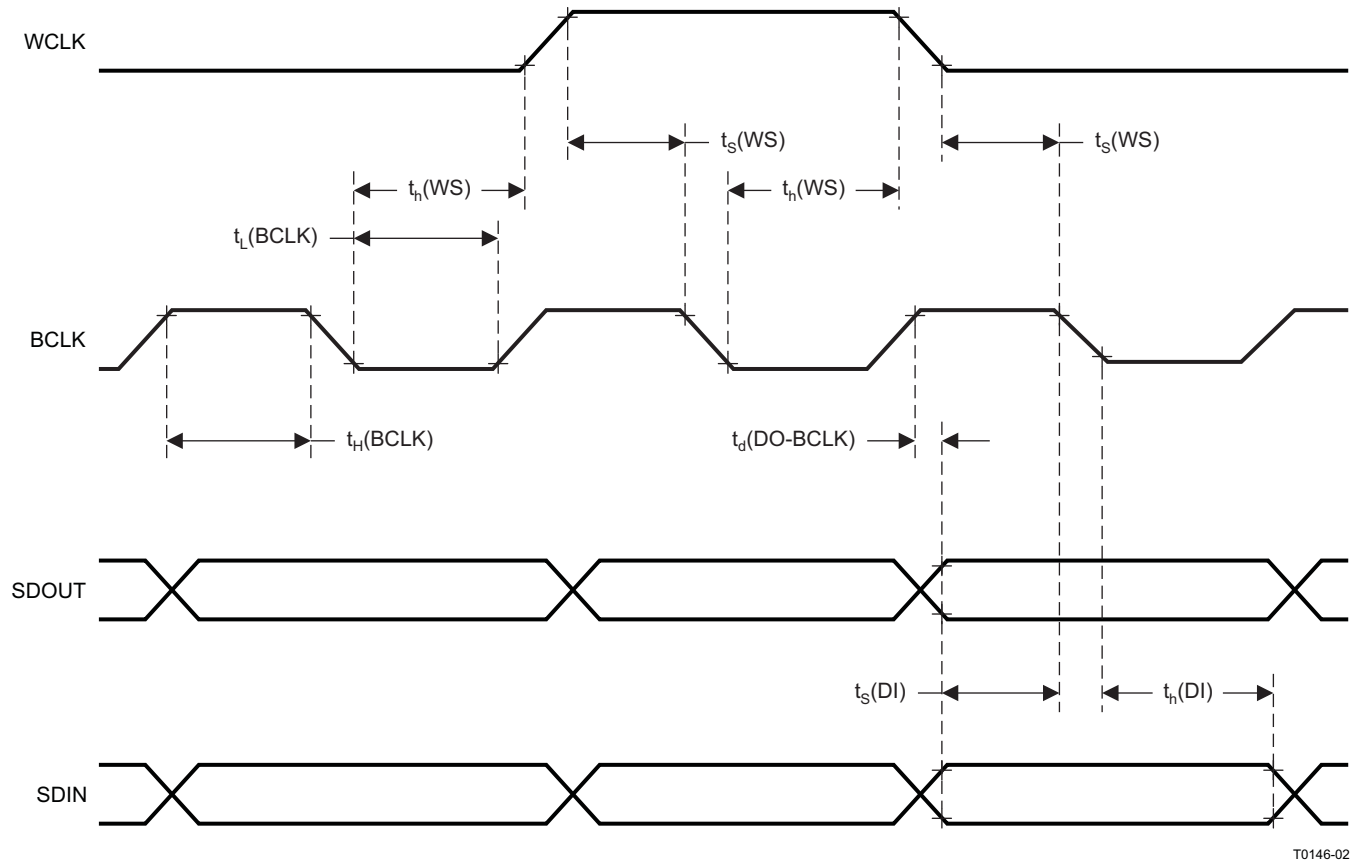 WCLK
tS(WS)
tS(WS)
th(WS)
th(WS)
tL(BCLK)
BCLK
tH(BCLK)
td(DO-BCLK)
SDOUT
tS(DI)
th(DI)
SDIN
T0146-02